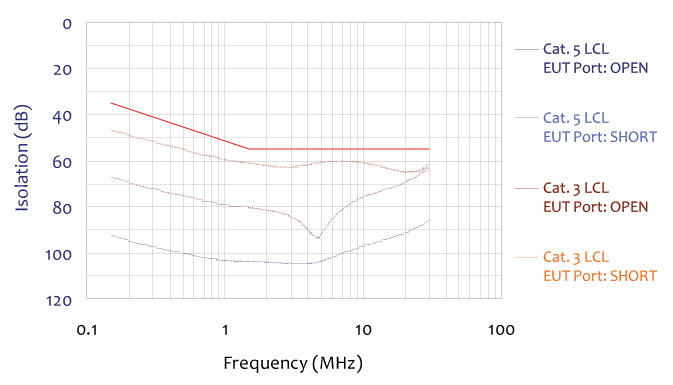 0
20
40
60
80
100
120
Isolation (dB)
0.1
1
10
100
Frequency (MHz)
Cat. 5 LCL
EUT Port: OPEN
Cat. 5 LCL
EUT Port: SHORT
Cat. 3 LCL
EUT Port: OPEN
Cat. 3 LCL
EUT Port: SHORT